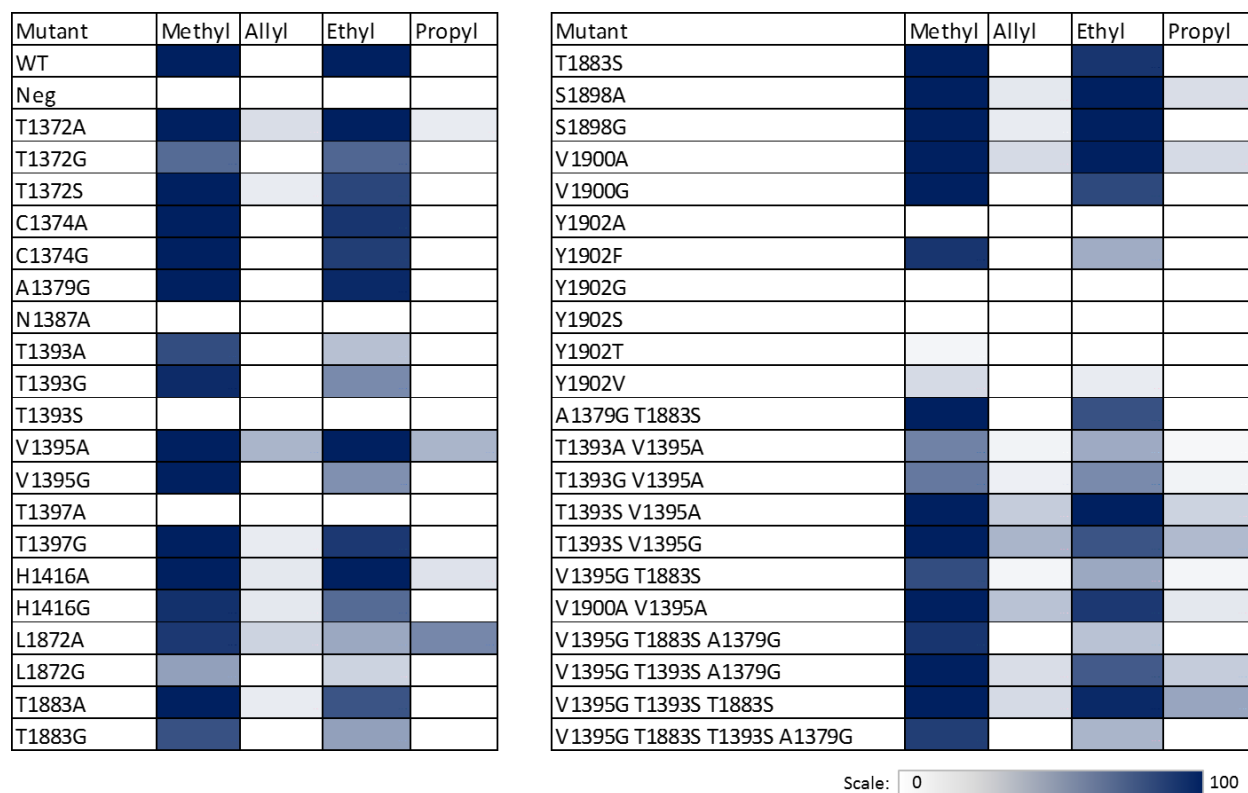 Mutant Methyl Allyl Ethyl Propyl
WT
Neg
T1372A
T1372G
T1372S
C1374A
C1374G
A1379G
N1387A
T1393A
T1393G
T1393S
V1395A
V1395G
T1397A
T1397G
H1416A
H1416G
L1872A
L1872G
T1883A
T1883G
Mutant Methyl Allyl Ethyl Propyl
T1883S
S1898A
S1898G
V1900A
V1900G
Y1902A
Y1902F
Y1902G
Y1902S
Y1902T
Y1902V
A1379G T1883S
T1393A V1395A
T1393G V1395A
T1393S V1395A
T1393S V1395G
V1395G T1883S
V1900A V1395A
V1395G T1883S A1379G
V1395G T1393S A1379G
V1395G T1393S T1883S
V1395G T1883S T1393S A1379G
Scale: 0 100